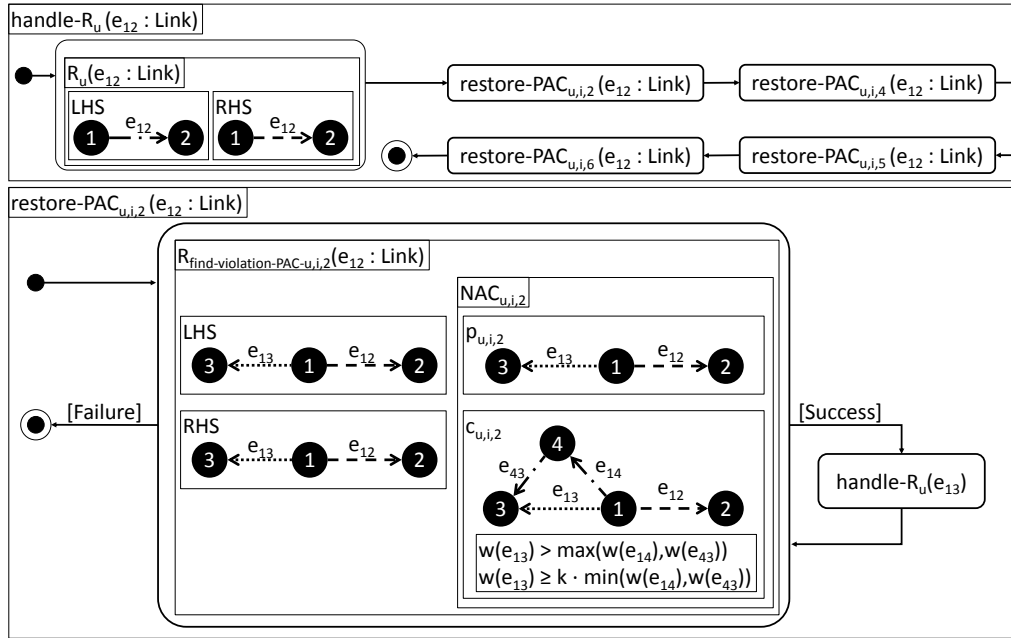 handle-R_u(e_12 : Link)
R_u(e_12 : Link)
LHS
1 e_12 2
RHS
1 e_12 2
restore-PAC_u,i,2(e_12 : Link)
restore-PAC_u,i,4(e_12 : Link)
restore-PAC_u,i,6(e_12 : Link)
restore-PAC_u,i,5(e_12 : Link)
restore-PAC_u,i,2(e_12 : Link)
R_find-violation-PAC-u,i,2(e_12 : Link)
LHS
3 e_13 1 e_12 2
RHS
3 e_13 1 e_12 2
NAC_u,i,2
p_u,i,2
3 e_13 1 e_12 2
c_u,i,2
4
e_43 e_14
3 e_13 1 e_12 2
w(e_13) > max(w(e_14),w(e_43))
w(e_13) ≥ k · min(w(e_14),w(e_43))
[Failure]
[Success]
handle-R_u(e_13)